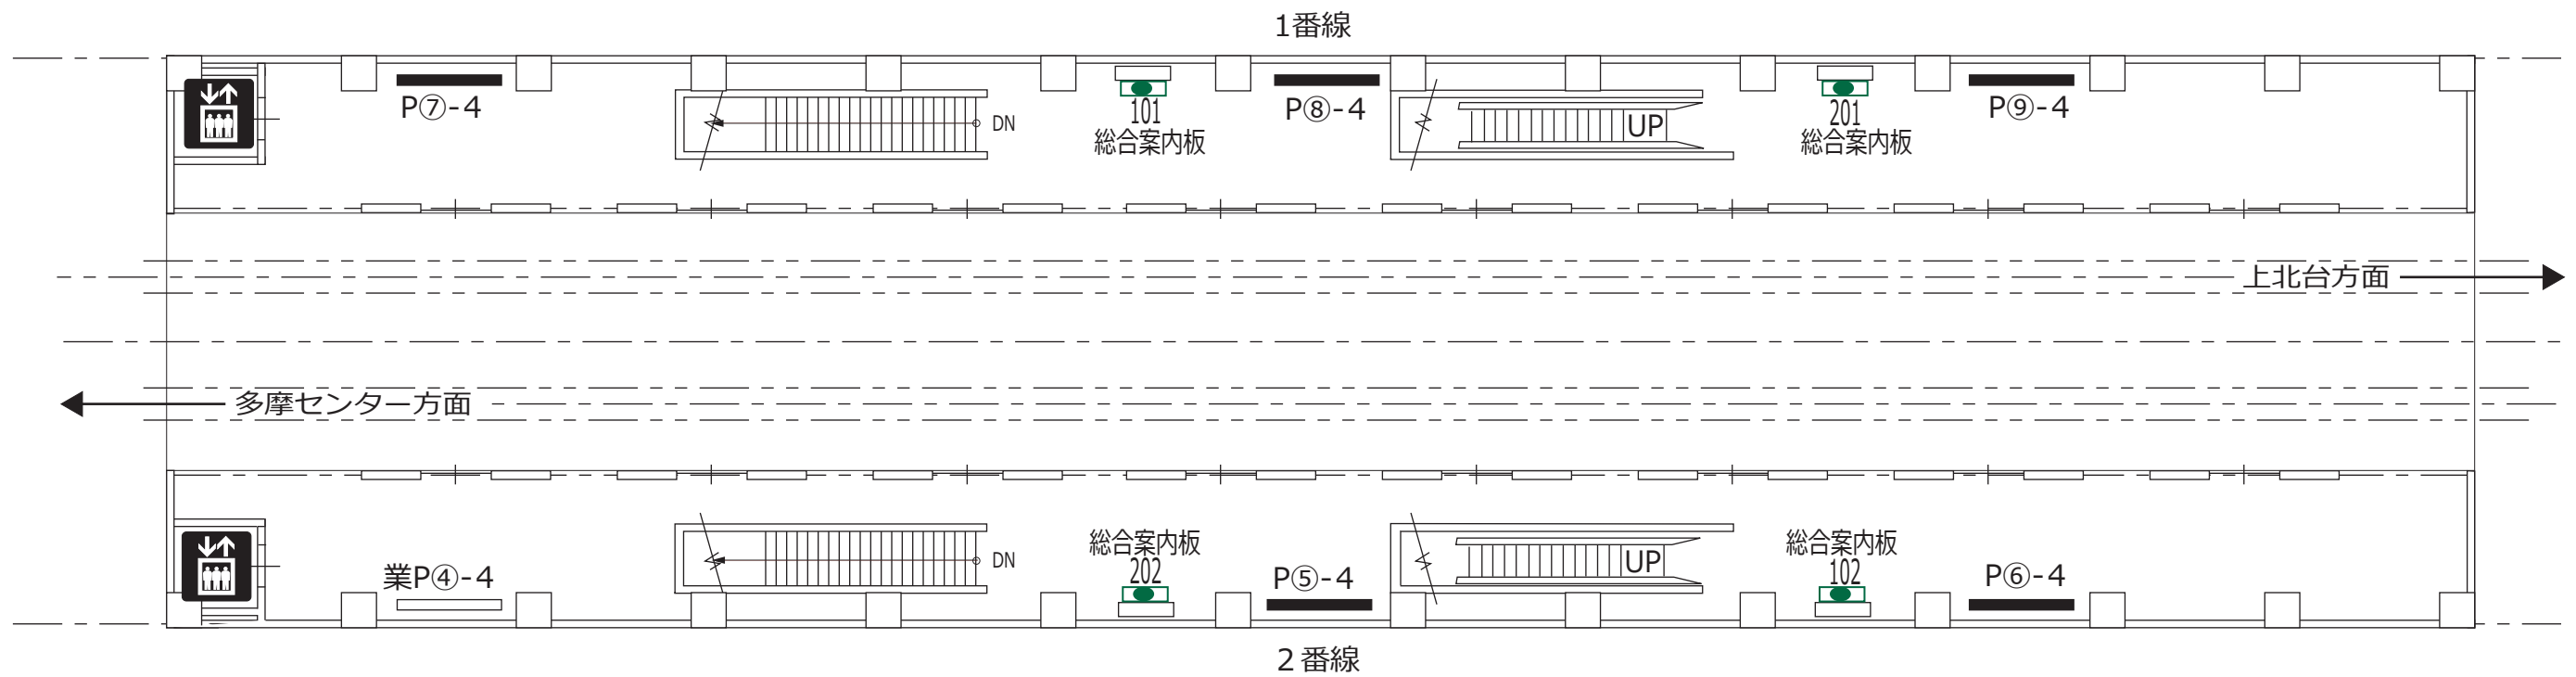 1番線
P⑦-4
DN
101
総合案内板
P⑧-4
UP
201
総合案内板
P⑨-4
上北台方面
多摩センター方面
業P④-4
DN
総合案内板
202
P⑤-4
UP
総合案内板
102
P⑥-4
2番線